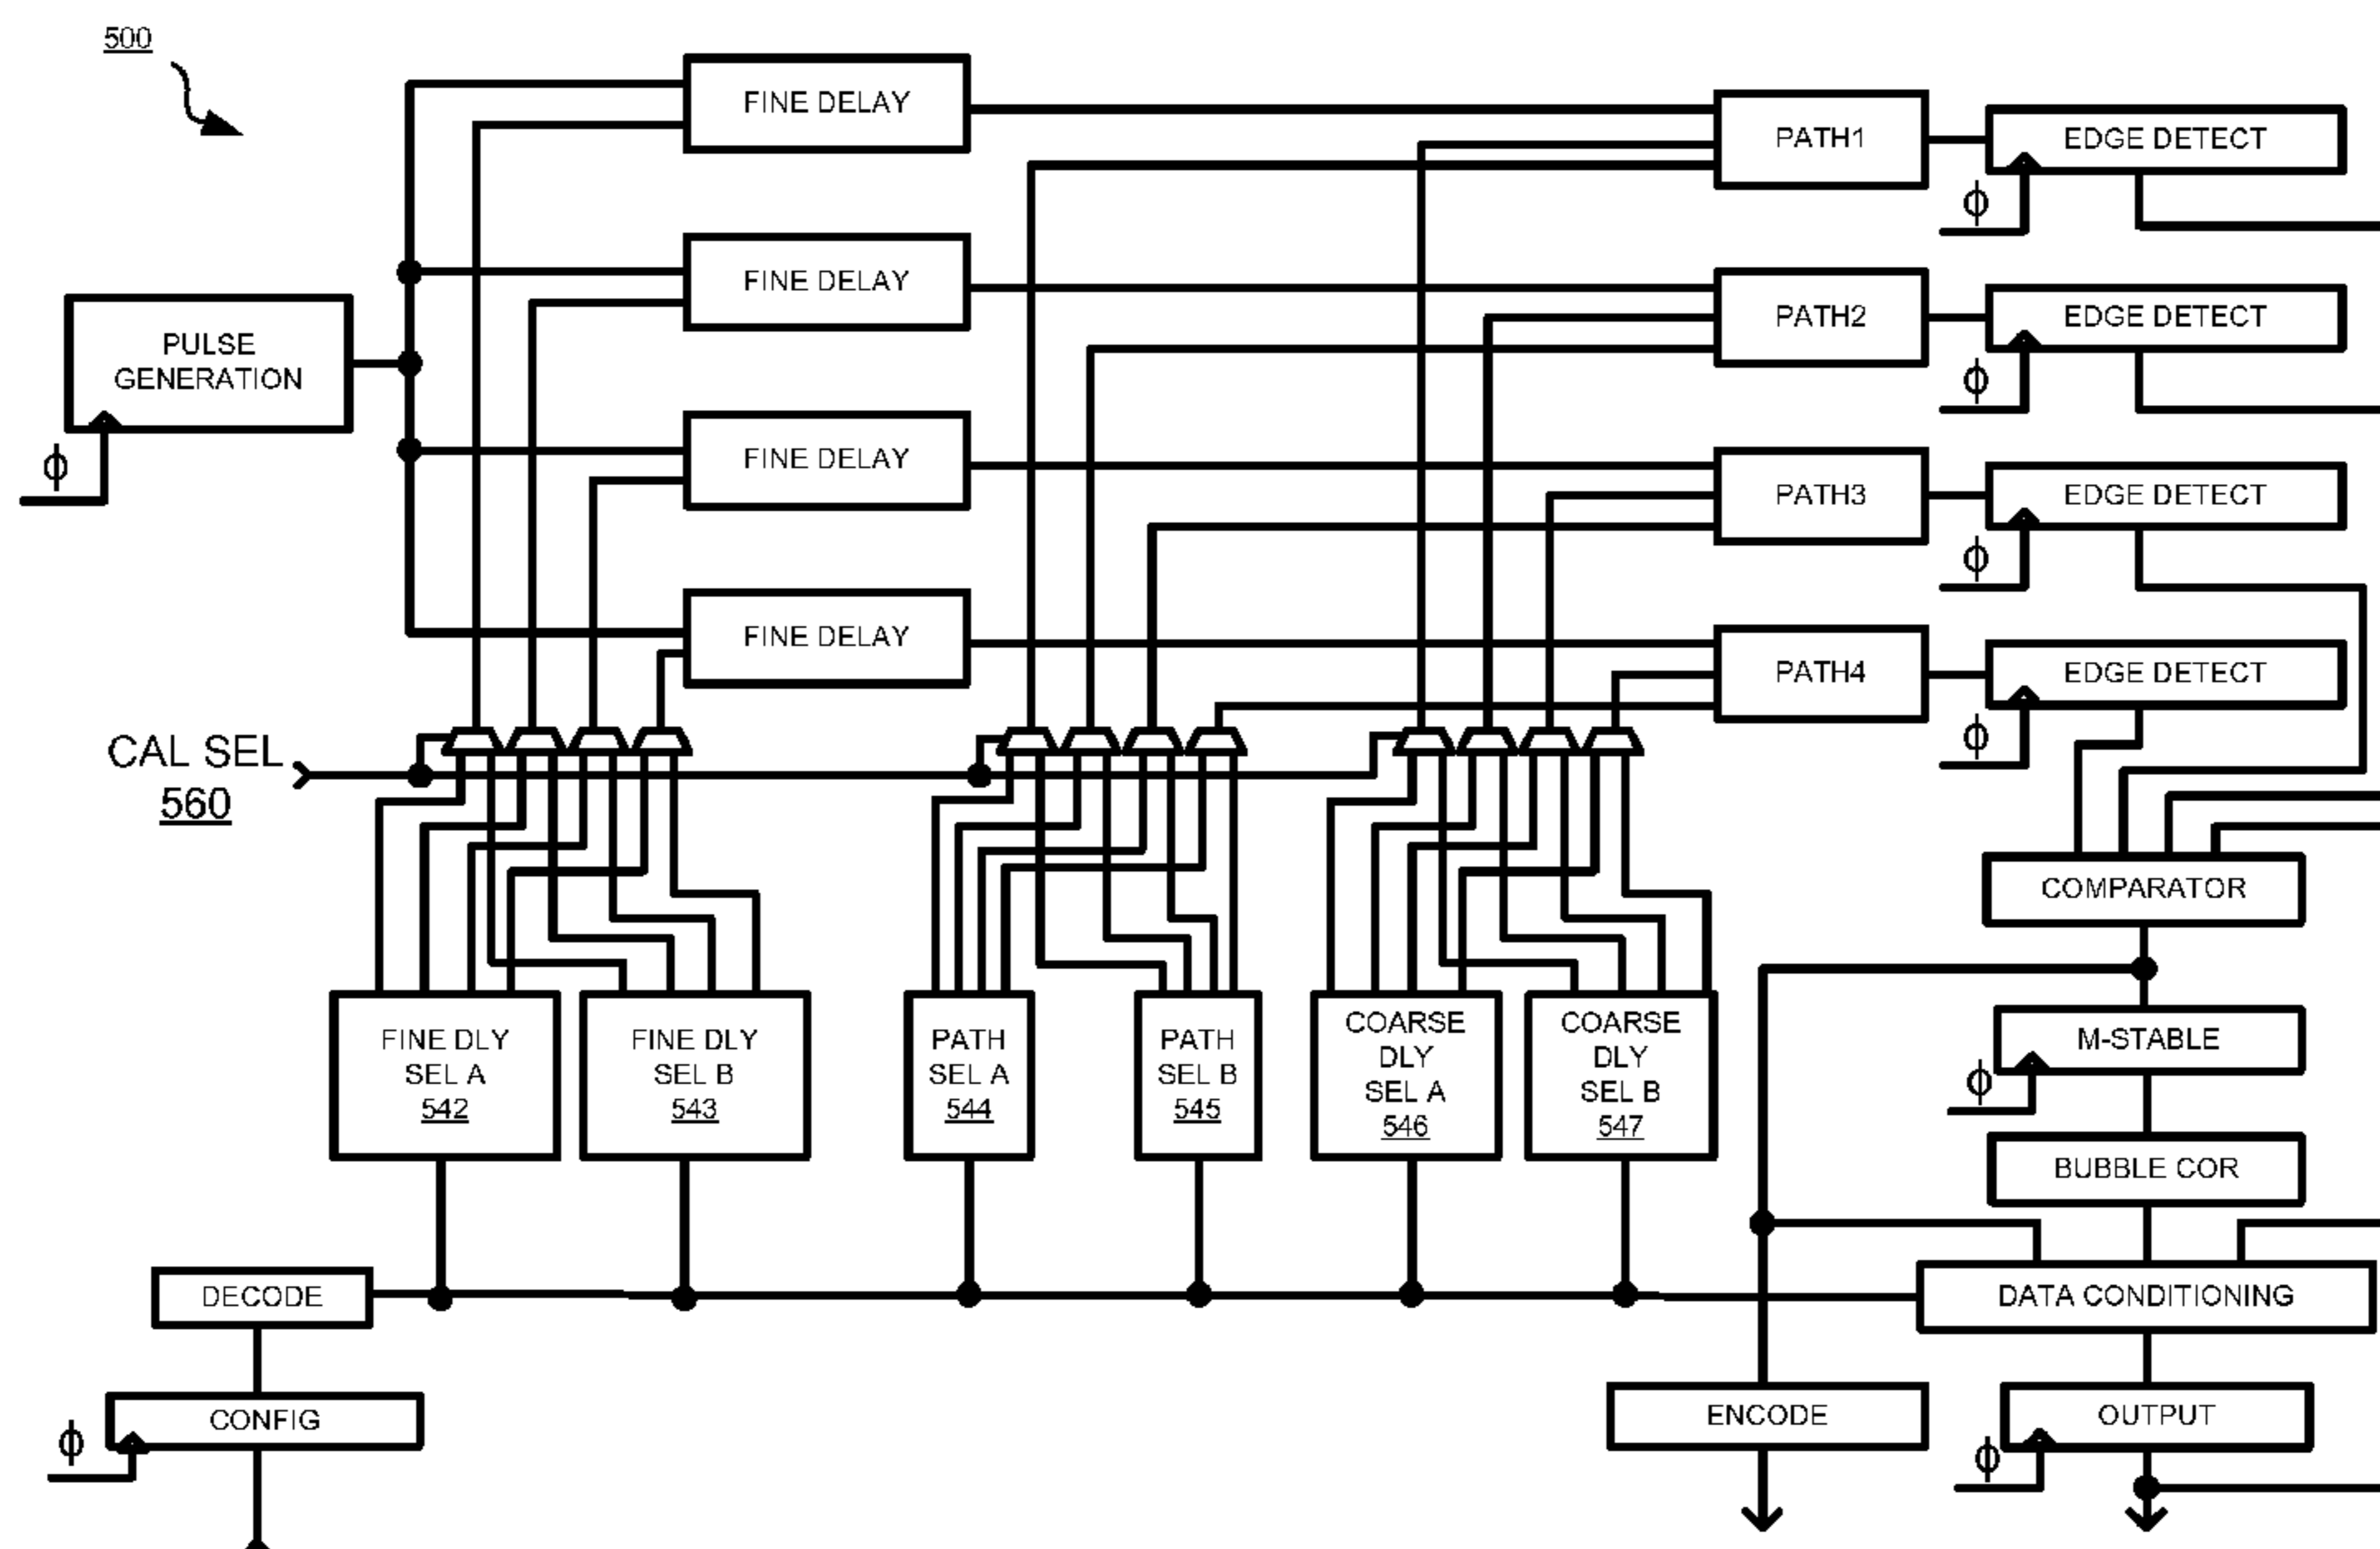 500
FINE DELAY
PATH1
EDGE DETECT
ϕ
FINE DELAY
PATH2
EDGE DETECT
ϕ
PULSE
GENERATION
ϕ
FINE DELAY
PATH3
EDGE DETECT
ϕ
FINE DELAY
PATH4
EDGE DETECT
ϕ
CAL SEL
560
COMPARATOR
FINE DLY
SEL A
542
FINE DLY
SEL B
543
PATH
SEL A
544
PATH
SEL B
545
COARSE
DLY
SEL A
546
COARSE
DLY
SEL B
547
M-STABLE
ϕ
BUBBLE COR
DECODE
DATA CONDITIONING
CONFIG
ϕ
ENCODE
OUTPUT
ϕ